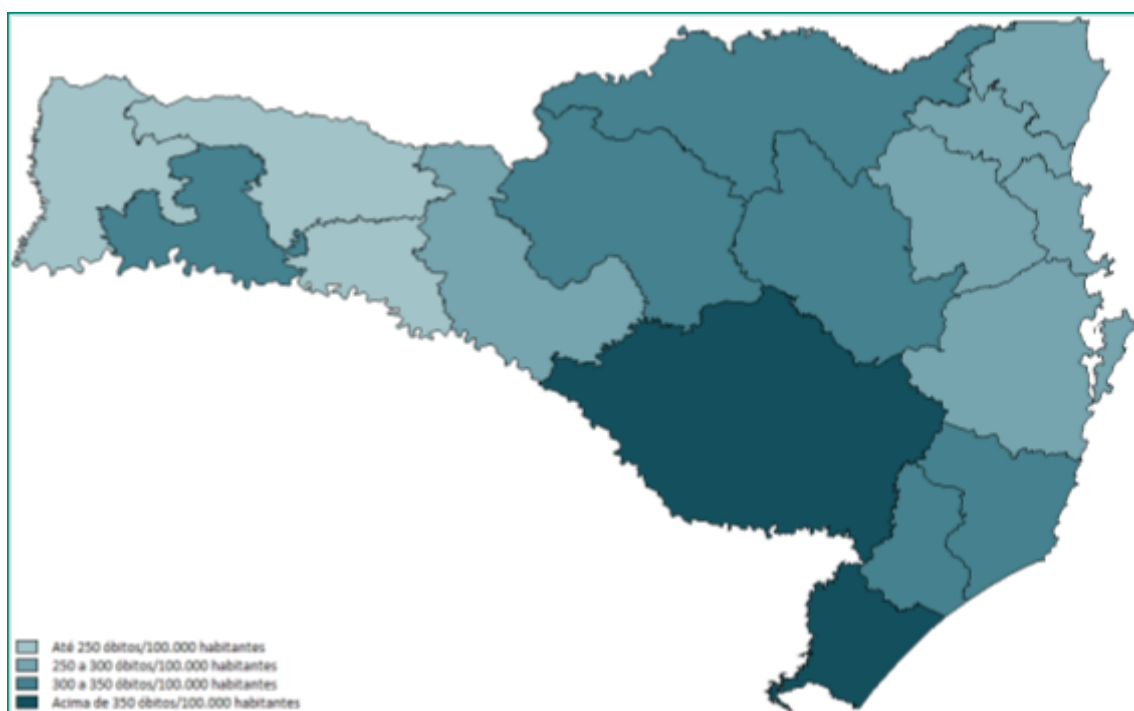 Até 250 óbitos/100.000 habitantes
250 a 300 óbitos/100.000 habitantes
300 a 350 óbitos/100.000 habitantes
Acima de 350 óbitos/100.000 habitantes